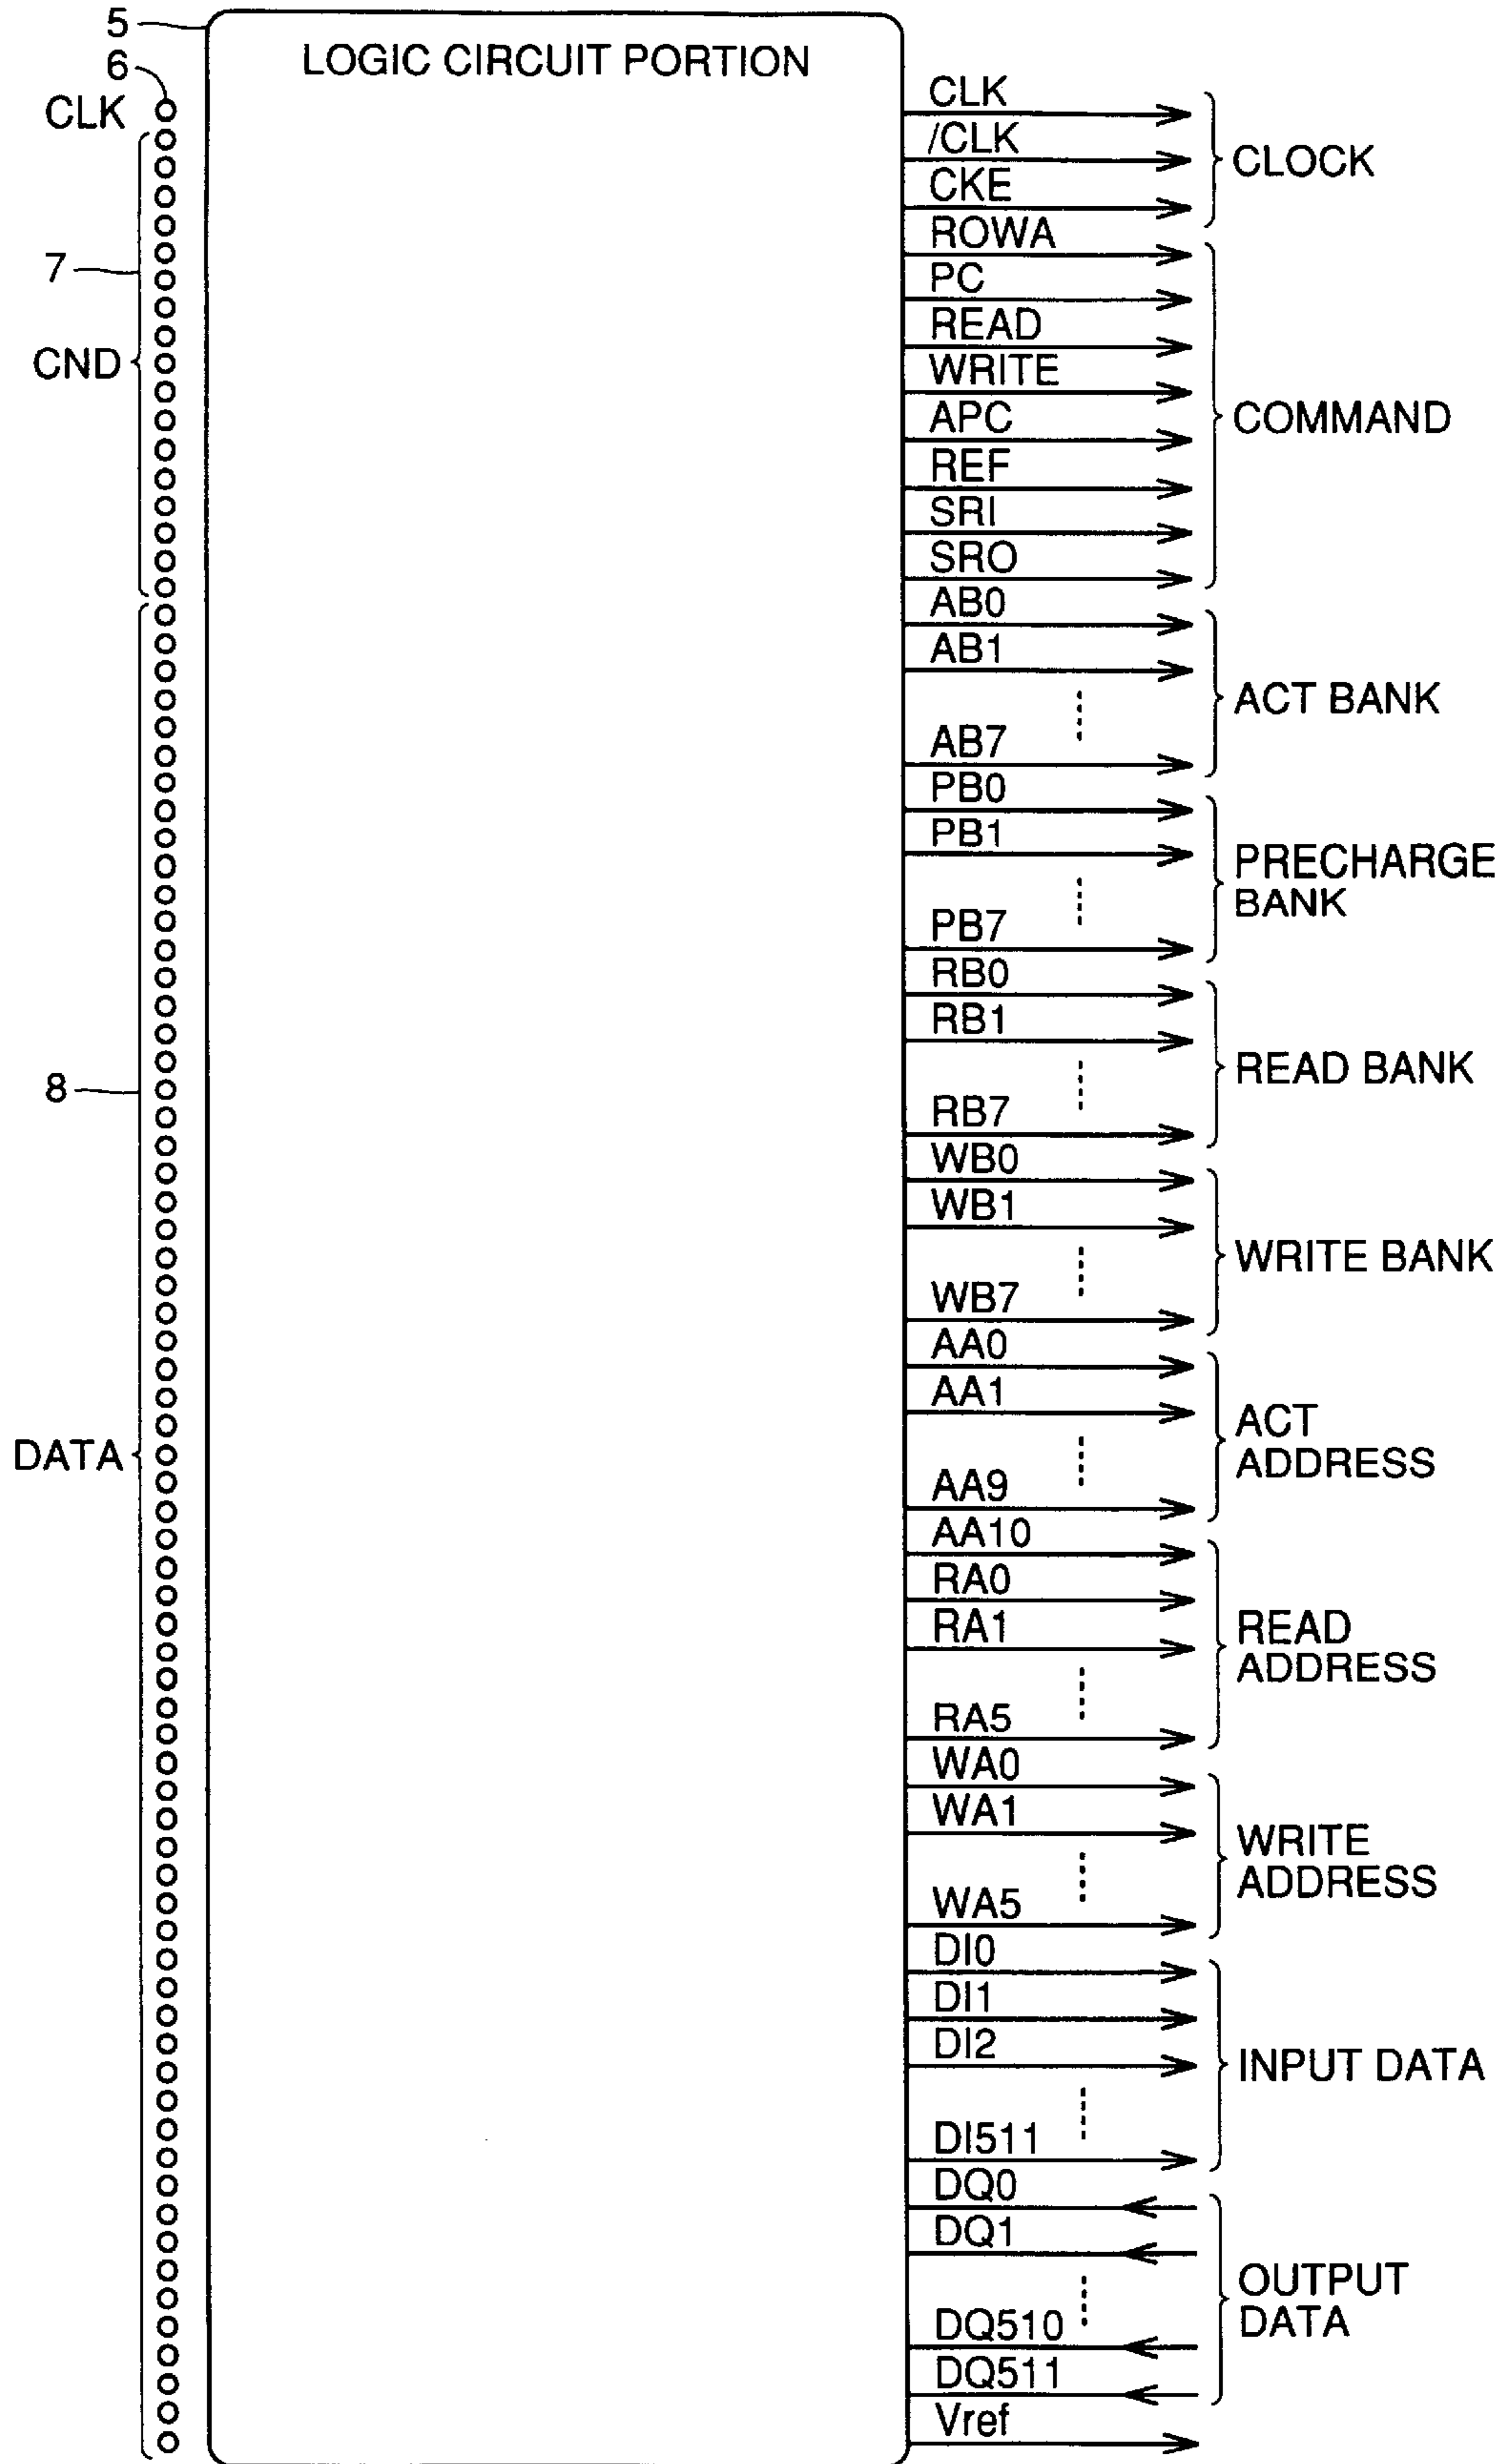 LOGIC CIRCUIT PORTION
5
6
CLK
7
CND
8
DATA
CLK
/CLK
CKE
CLOCK
ROWA
PC
READ
WRITE
APC
REF
SRI
SRO
COMMAND
AB0
AB1
AB7
ACT BANK
PB0
PB1
PB7
PRECHARGE
BANK
RB0
RB1
RB7
READ BANK
WB0
WB1
WB7
WRITE BANK
AA0
AA1
AA9
ACT
ADDRESS
AA10
RA0
RA1
RA5
READ
ADDRESS
WA0
WA1
WA5
WRITE
ADDRESS
DI0
DI1
DI2
DI511
INPUT DATA
DQ0
DQ1
DQ510
DQ511
OUTPUT
DATA
Vref